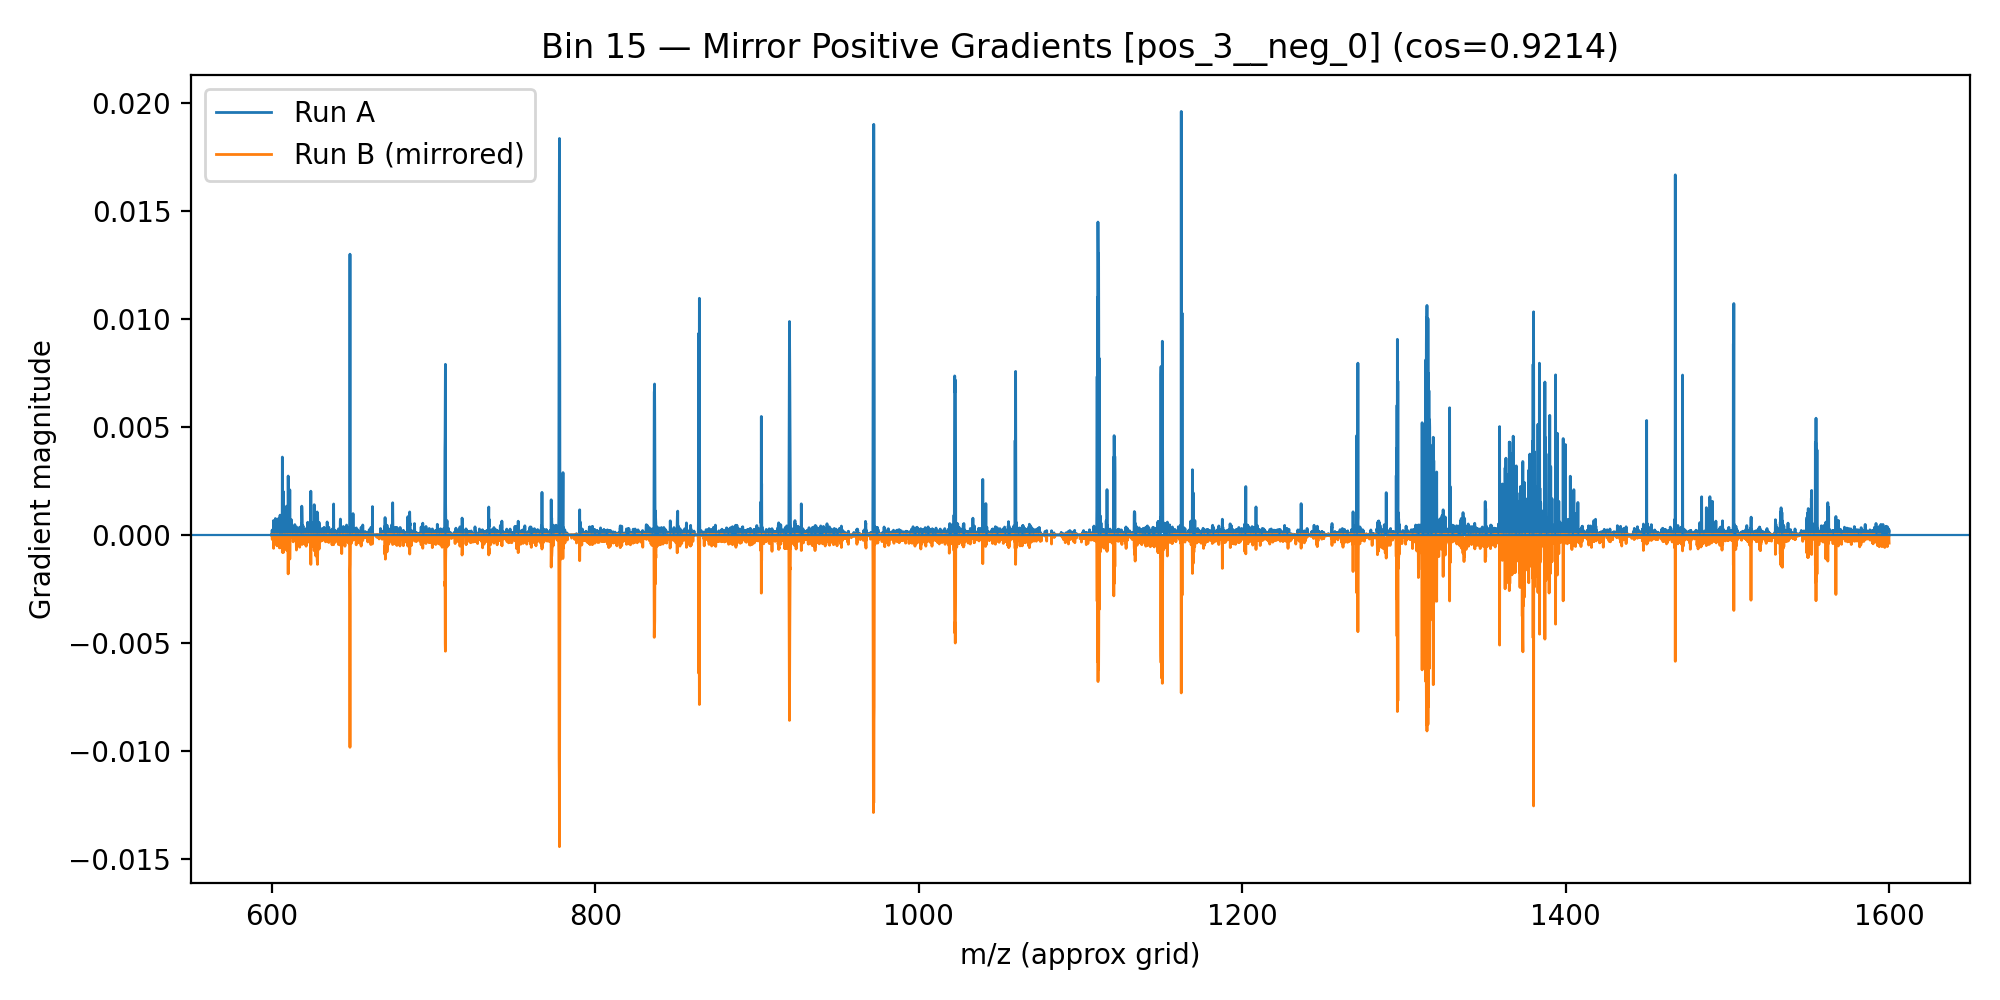 Bin 15 — Mirror Positive Gradients [pos_3__neg_0] (cos=0.9214)
Run A
Run B (mirrored)
0.020
0.015
0.010
0.005
0.000
−0.005
−0.010
−0.015
Gradient magnitude
600
800
1000
1200
1400
1600
m/z (approx grid)